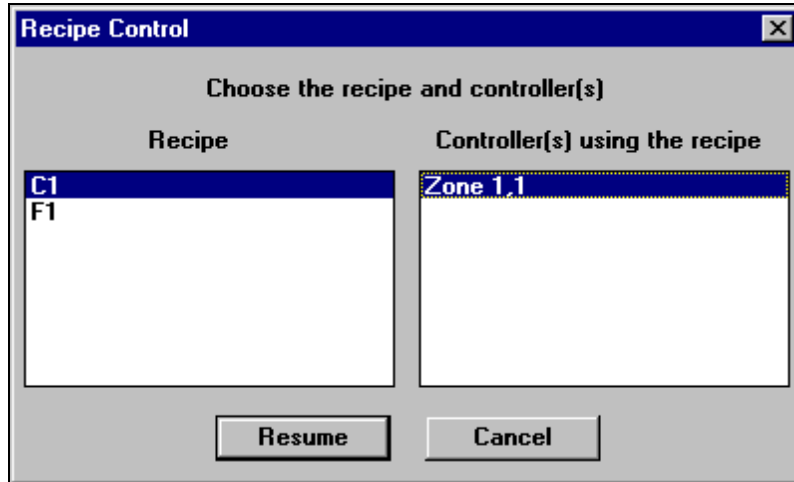 Recipe Control
Choose the recipe and controller(s)
Recipe
Controller(s) using the recipe
C1
F1
Zone 1,1
Resume
Cancel